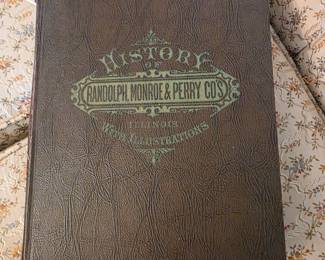 HISTORY
OF
RANDOLPH, MONROE & PERRY CO'S
ILLINOIS
WITH ILLUSTRATIONS